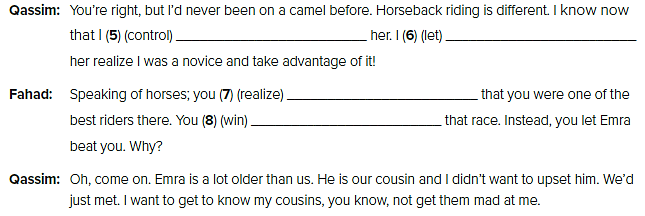 Qassim: You're right, but I'd never been on a camel before. Horseback riding is different. I know now
that I (5) (control) ______________________ her. I (6) (let) ______________________
her realize I was a novice and take advantage of it!
Fahad: Speaking of horses; you (7) (realize) ______________________ that you were one of the
best riders there. You (8) (win) ______________________ that race. Instead, you let Emra
beat you. Why?
Qassim: Oh, come on. Emra is a lot older than us. He is our cousin and I didn't want to upset him. We'd
just met. I want to get to know my cousins, you know, not get them mad at me.